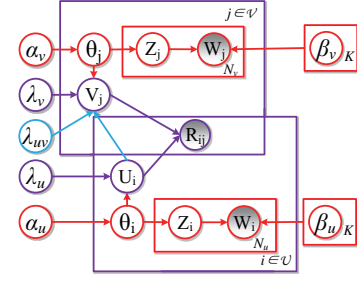 j∈𝒱
α_v θ_j Z_j W_j β_v K
N_v
λ_v V_j
λ_uv R_ij
λ_u U_i
α_u θ_i Z_i W_i β_u K
N_u
i∈𝒰